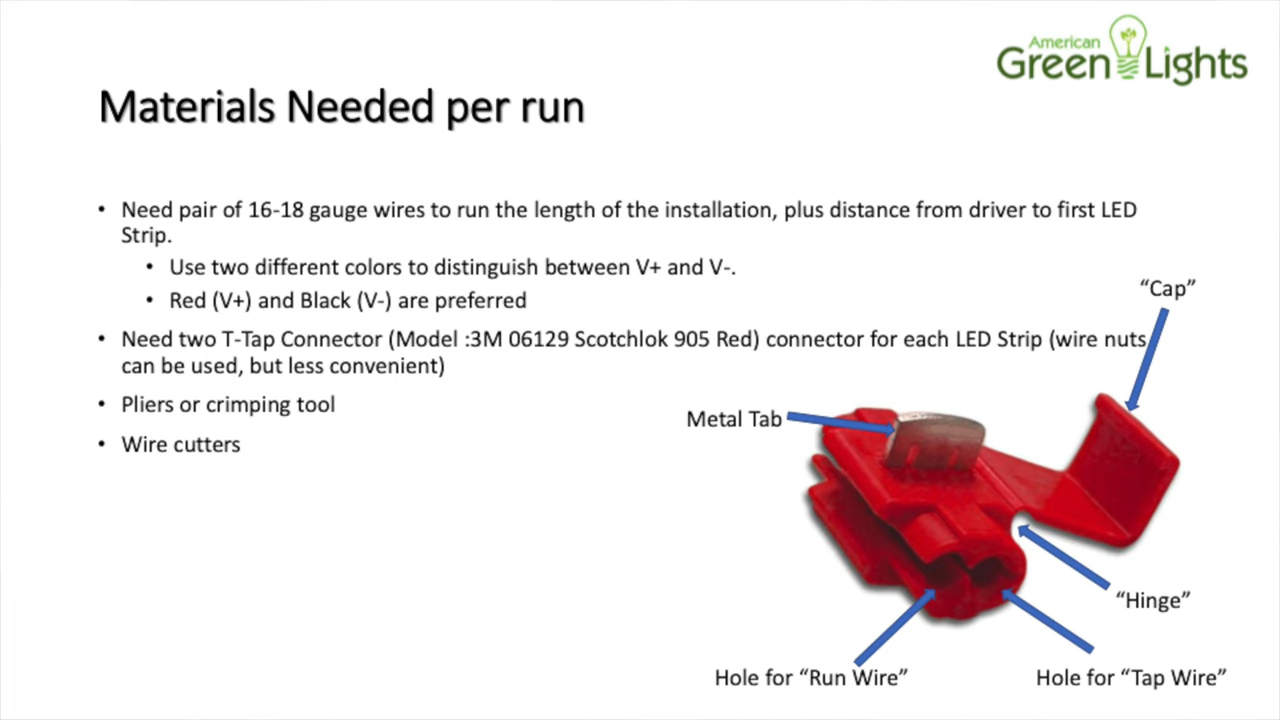 American
Green Lights
Materials Needed per run
• Need pair of 16-18 gauge wires to run the length of the installation, plus distance from driver to first LED
Strip.
• Use two different colors to distinguish between V+ and V-.
• Red (V+) and Black (V-) are preferred
“Cap”
• Need two T-Tap Connector (Model :3M 06129 Scotchlok 905 Red) connector for each LED Strip (wire nuts
can be used, but less convenient)
• Pliers or crimping tool
Metal Tab
• Wire cutters
“Hinge”
Hole for “Run Wire”
Hole for “Tap Wire”